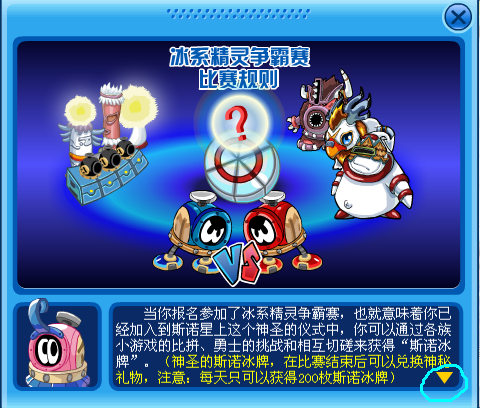 冰系精灵争霸赛
比赛规则
?
VS
当你报名参加了冰系精灵争霸赛，也就意味着你已
经加入到斯诺星上这个神圣的仪式中，你可以通过各族
小游戏的比拼、勇士的挑战和相互切磋来获得“斯诺冰
牌”。（神圣的斯诺冰牌，在比赛结束后可以兑换神秘
礼物，注意：每天只可以获得200枚斯诺冰牌）